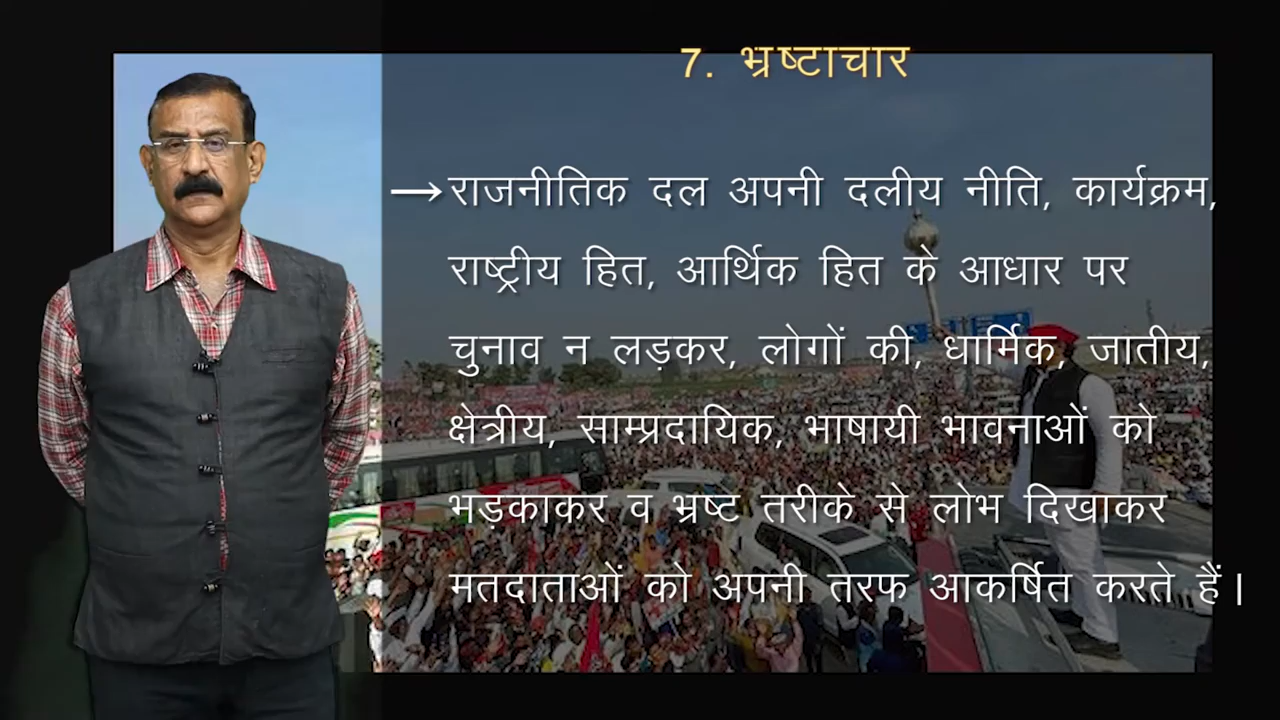 7. भ्रष्टाचार
→राजनीतिक दल अपनी दलीय नीति, कार्यक्रम,
राष्ट्रीय हित, आर्थिक हित के आधार पर
चुनाव न लड़कर, लोगों की, धार्मिक, जातीय,
क्षेत्रीय, साम्प्रदायिक, भाषायी भावनाओं को
भड़काकर व भ्रष्ट तरीके से लोभ दिखाकर
मतदाताओं को अपनी तरफ आकर्षित करते हैं।